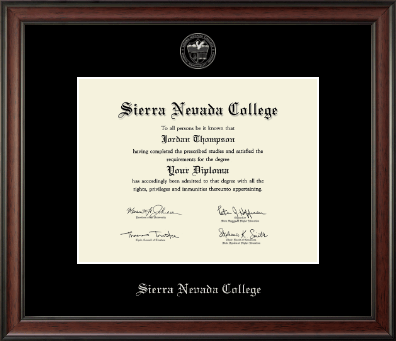 Sierra Nevada College
To all persons be it known that
Jordan Thompson
having completed the prescribed studies and satisfied the
requirements for the degree
Your Diploma
has accordingly been admitted to that degree with all the
rights, privileges and immunities thereunto appertaining.
Sierra Nevada College